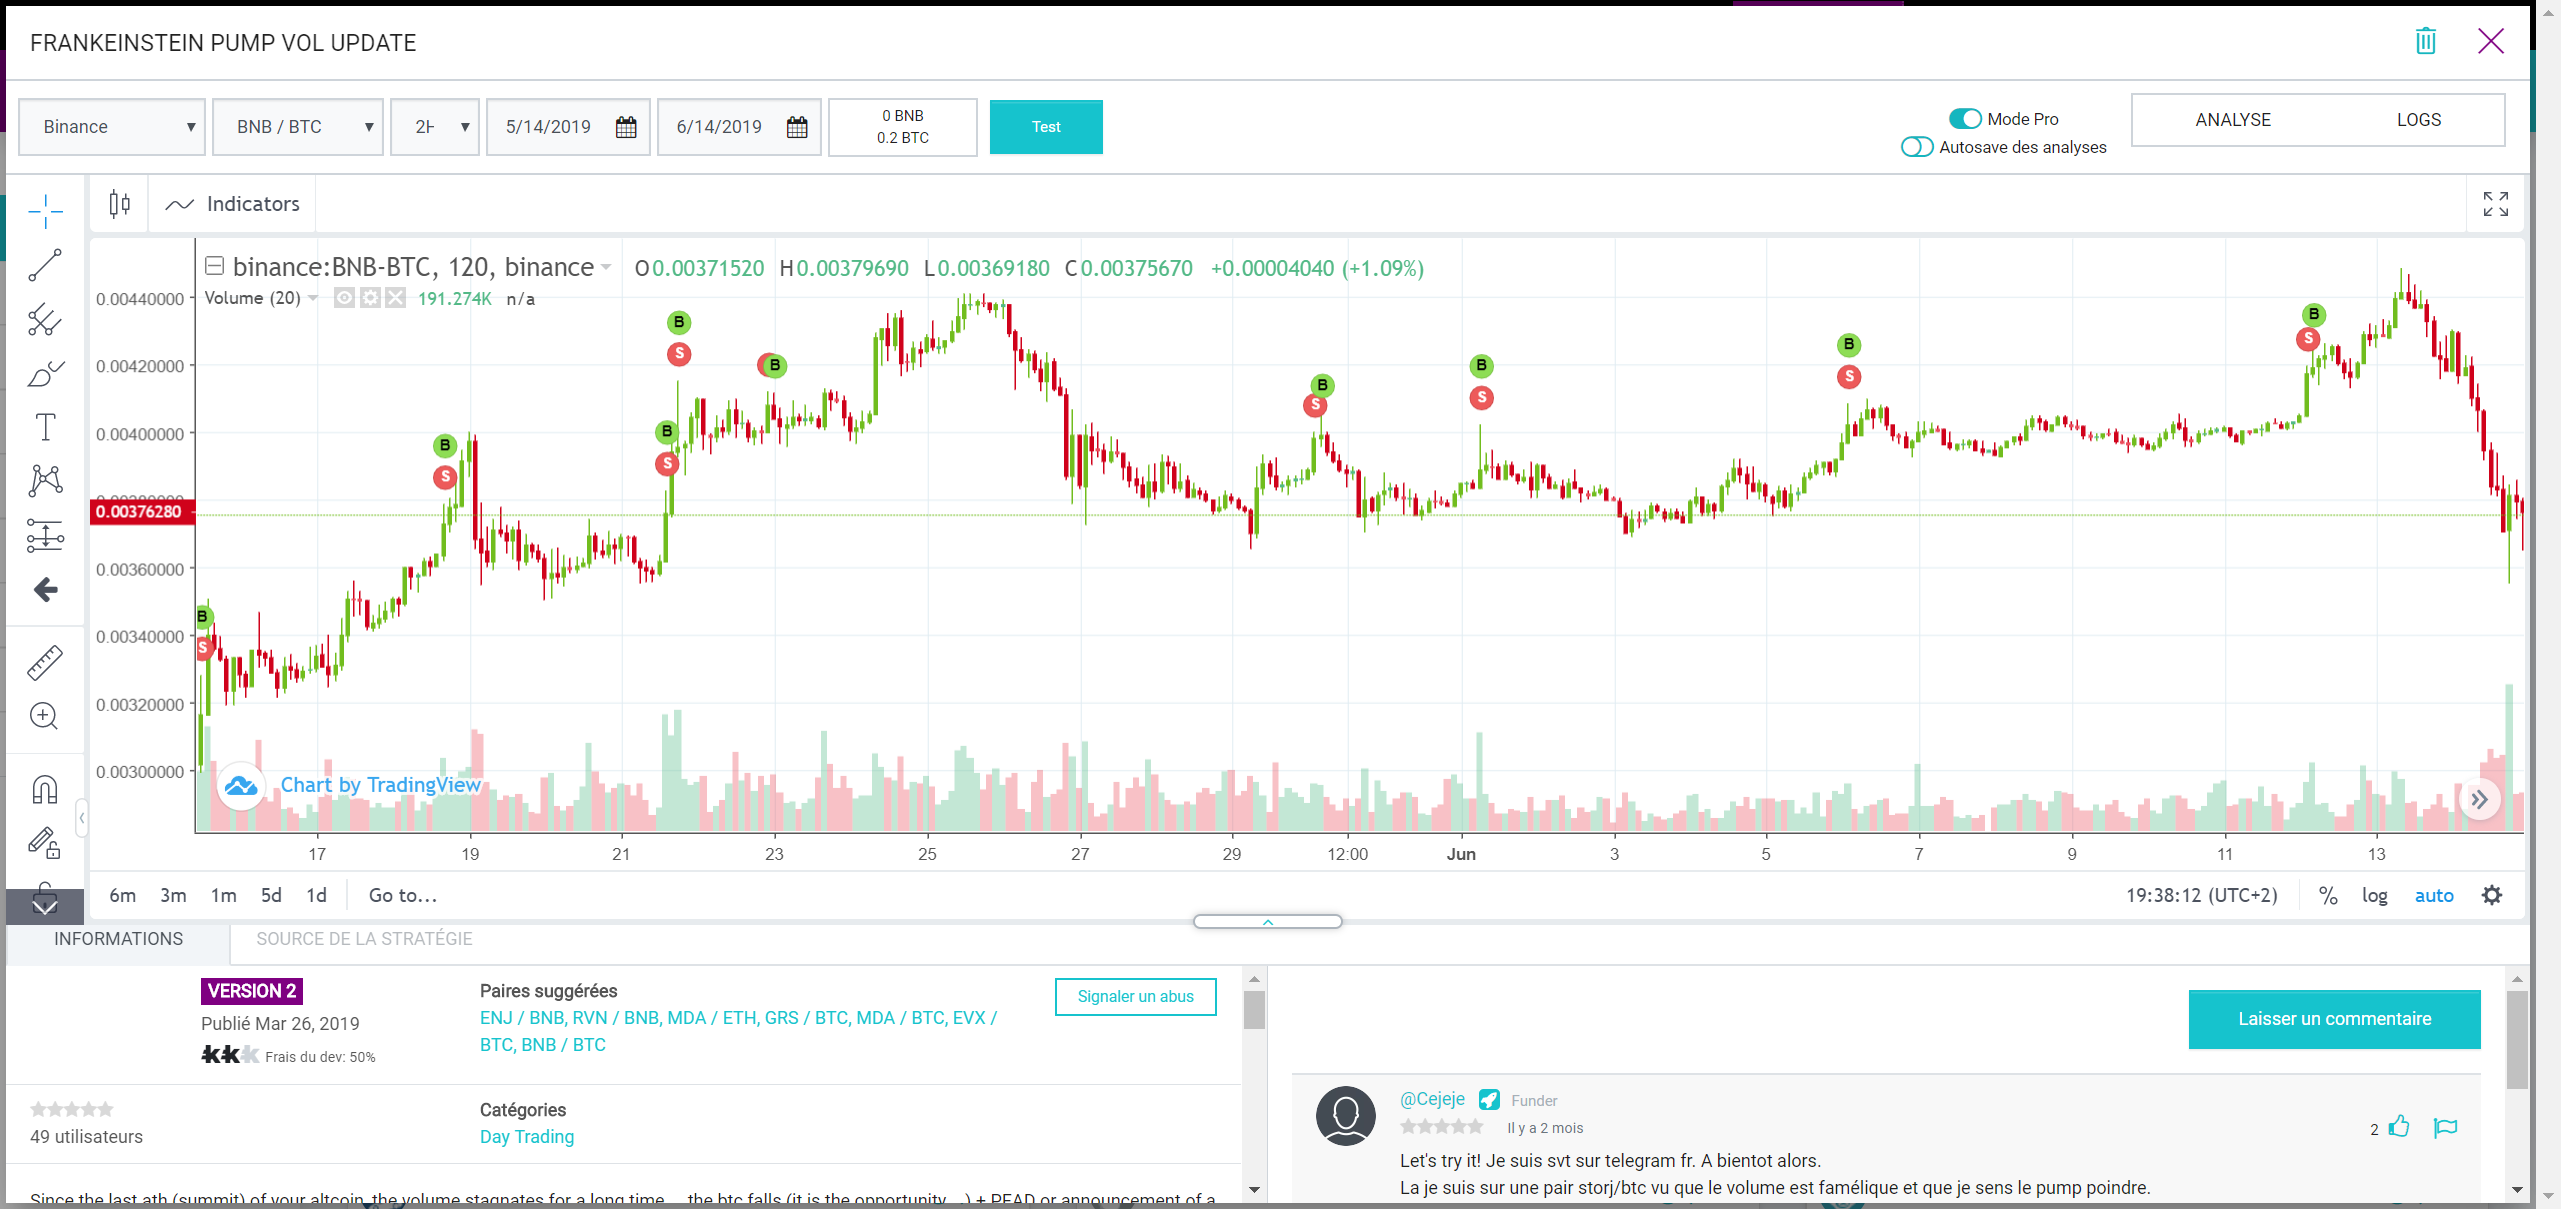 FRANKEINSTEIN PUMP VOL UPDATE
Binance ▼ BNB / BTC ▼ 2H ▼ 5/14/2019 6/14/2019 0 BNB
0.2 BTC
Test
Mode Pro
Autosave des analyses
ANALYSE LOGS
Indicators
binance:BNB-BTC, 120, binance O0.00371520 H0.00379690 L0.00369180 C0.00375670 +0.00004040 (+1.09%)
Volume (20) 191.274K n/a
0.00440000
0.00420000
0.00400000
0.00380000
0.00376280
0.00360000
0.00340000
0.00320000
0.00300000
B
S
B
S
B
S
B
S
B
B
S
B
S
B
S
B
S
Chart by TradingView
17 19 21 23 25 27 29 12:00 Jun 3 5 7 9 11 13
6m 3m 1m 5d 1d Go to... 19:38:12 (UTC+2) % log auto
INFORMATIONS SOURCE DE LA STRATÉGIE
VERSION 2
Publié Mar 26, 2019
Frais du dev: 50%
Paires suggérées
ENJ / BNB, RVN / BNB, MDA / ETH, GRS / BTC, MDA / BTC, EVX /
BTC, BNB / BTC
Signaler un abus
49 utilisateurs
Catégories
Day Trading
Since the last ath (summit) of your altcoin, the volume stagnates for a long time ... the btc falls (it is the opportunity ...) + PEAD or announcement of a
Laisser un commentaire
@Cejeje Funder
Il y a 2 mois
2
Let's try it! Je suis svt sur telegram fr. A bientot alors.
La je suis sur une pair storj/btc vu que le volume est famélique et que je sens le pump poindre.